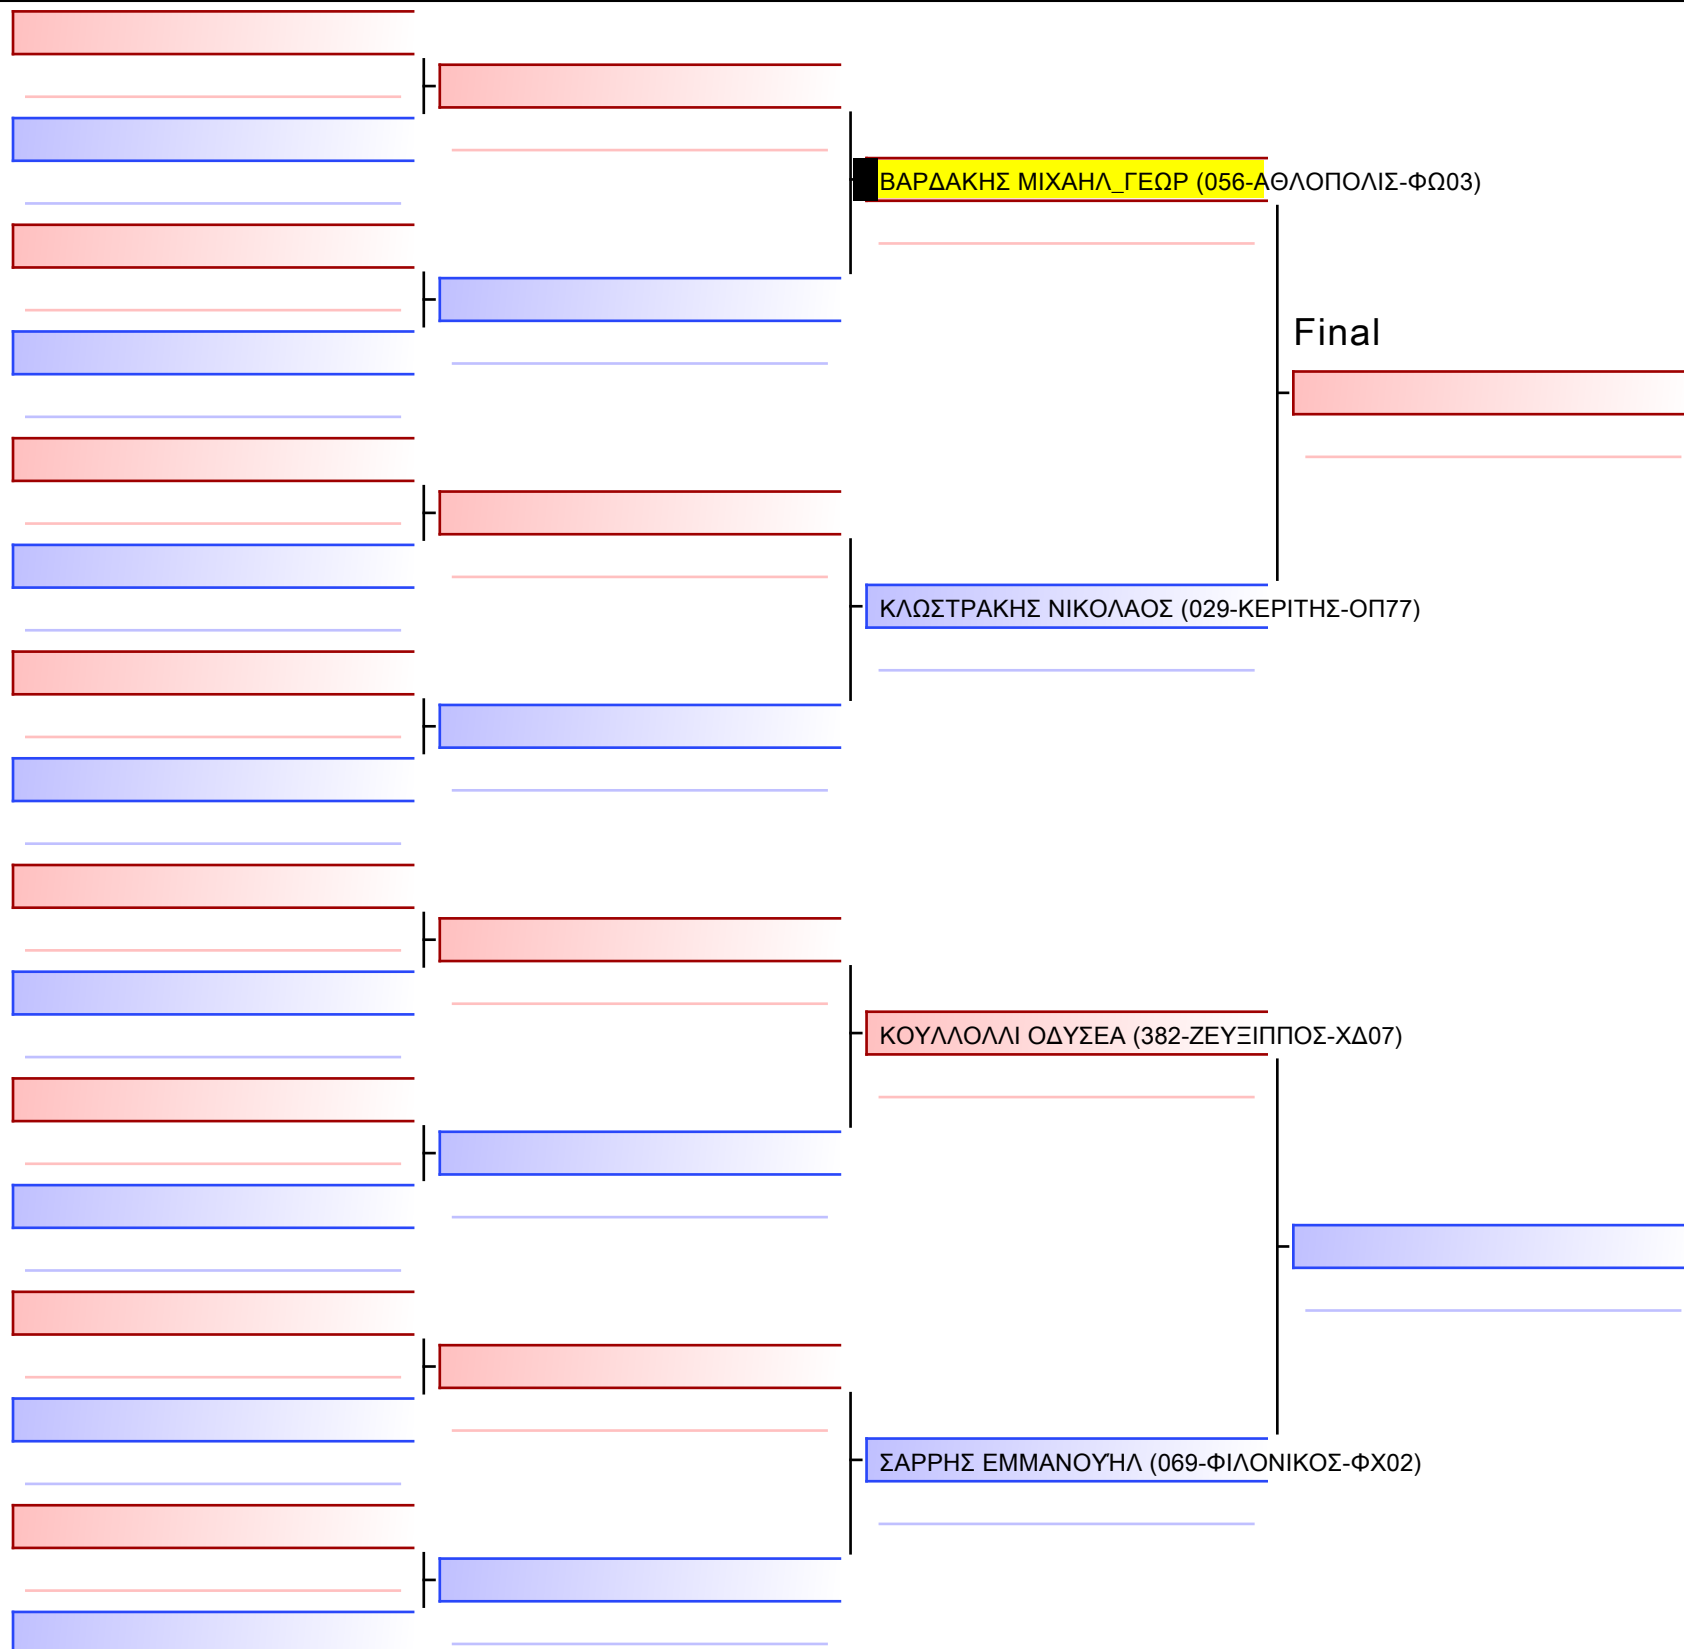 ΒΑΡΔΑΚΗΣ ΜΙΧΑΗΛ_ΓΕΩΡ (056-ΑΘΛΟΠΟΛΙΣ-ΦΩ03)
Final
ΚΛΩΣΤΡΑΚΗΣ ΝΙΚΟΛΑΟΣ (029-ΚΕΡΙΤΗΣ-ΟΠ77)
ΚΟΥΛΛΟΛΛΙ ΟΔΥΣΕΑ (382-ΖΕΥΞΙΠΠΟΣ-ΧΔ07)
ΣΑΡΡΗΣ ΕΜΜΑΝΟΥΉΛ (069-ΦΙΛΟΝΙΚΟΣ-ΦΧ02)